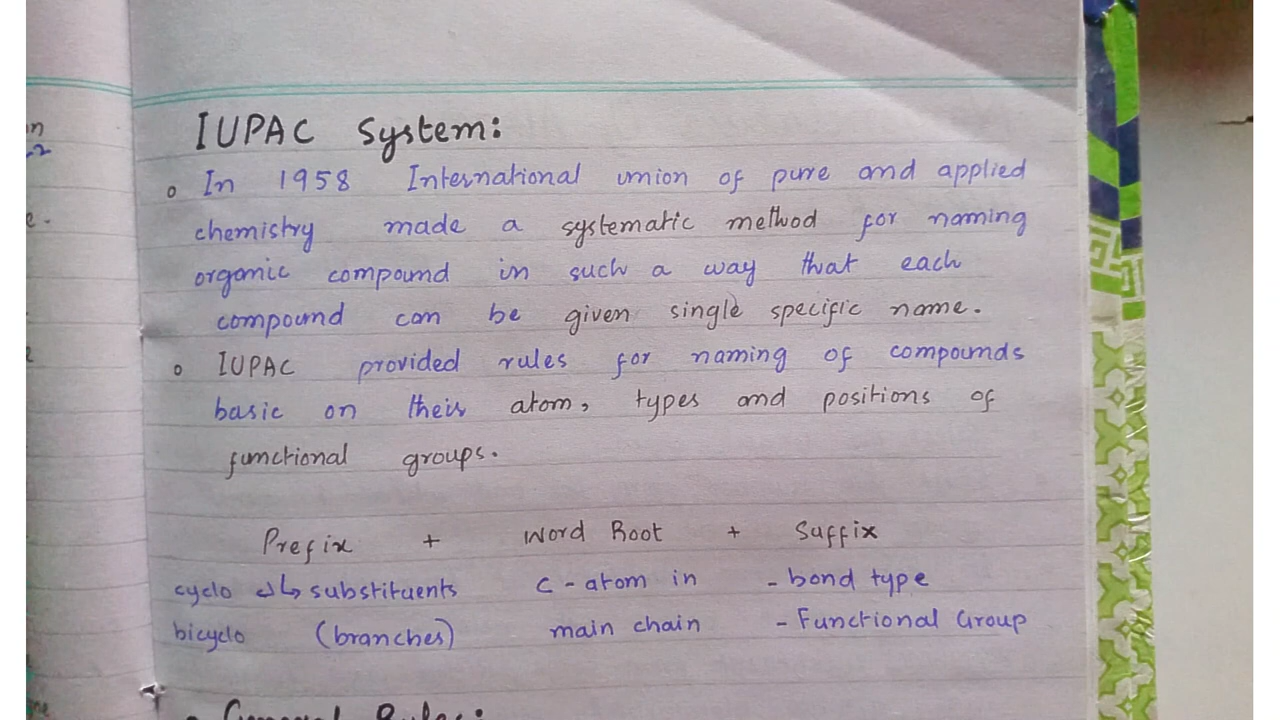 IUPAC System:
o In 1958 International union of pure and applied
chemistry made a systematic method for naming
organic compound in such a way that each
compound can be given single specific name.
o IUPAC provided rules for naming of compounds
basic on their atom, types and positions of
functional groups.
Prefix + Word Root + Suffix
cyclo ↲↳ substituents C - atom in - bond type
bicyclo (branches) main chain - Functional Group
• General Rules: